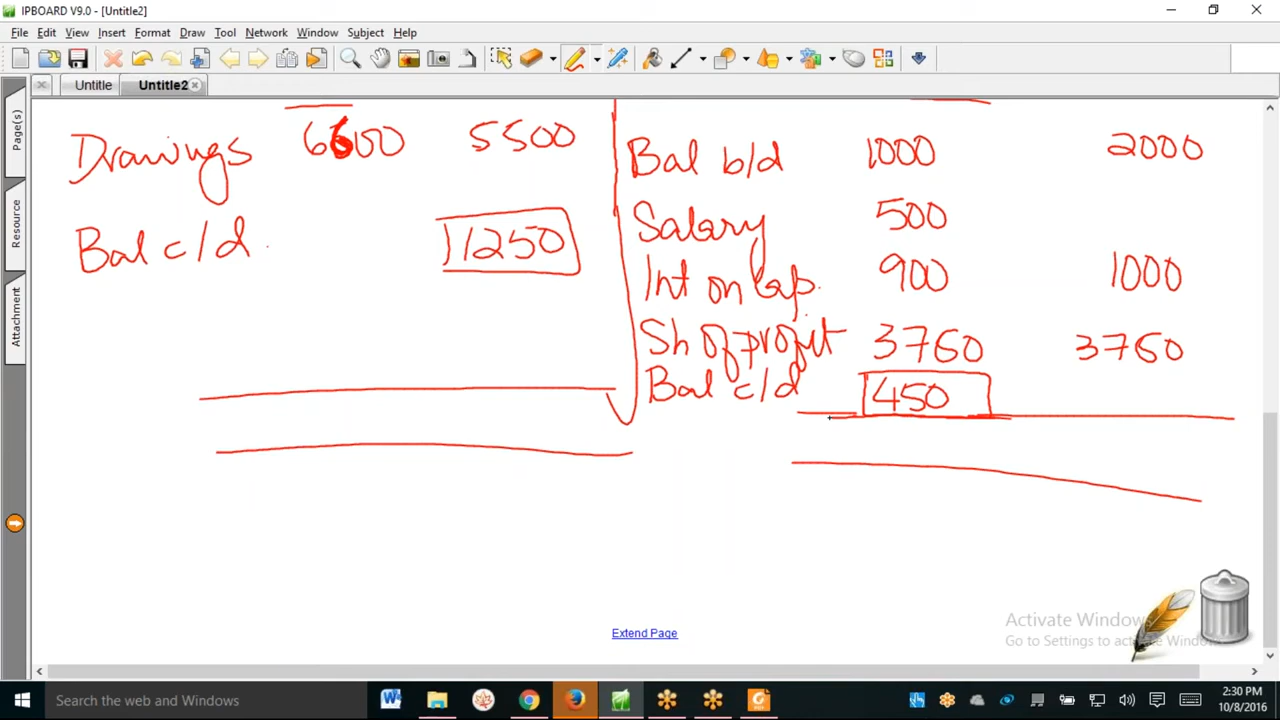 IPBOARD V9.0 - [Untitle2]
File Edit View Insert Format Draw Tool Network Window Subject Help
Untitle Untitle2
Page(s)
Resource
Attachment
Drawings 6600 5500
Bal c/d 1250
Bal b/d 1000 2000
Salary 500
Int on Cap. 900 1000
Sh of profit 3750 3750
Bal c/d 450
Extend Page
Activate Windows
Go to Settings to activate Windows
Search the web and Windows
2:30 PM
10/8/2016